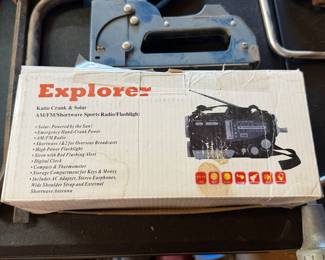 Explorer
Kaito Crank & Solar
AM/FM/Shortwave Sports Radio/Flashlight
• Solar-Powered by the Sun!
• Emergency Hand-Crank Power
• AM/FM Radio
• Shortwave 1&2 for Overseas Broadcasts
• High Power Flashlight
• Siren with Red Flashing Alert
• Digital Clock
• Compass & Thermometer
• Storage Compartment for Keys & Money
• Includes AC Adapter, Stereo Earphones,
Wide Shoulder Strap and External
Shortwave Antenna